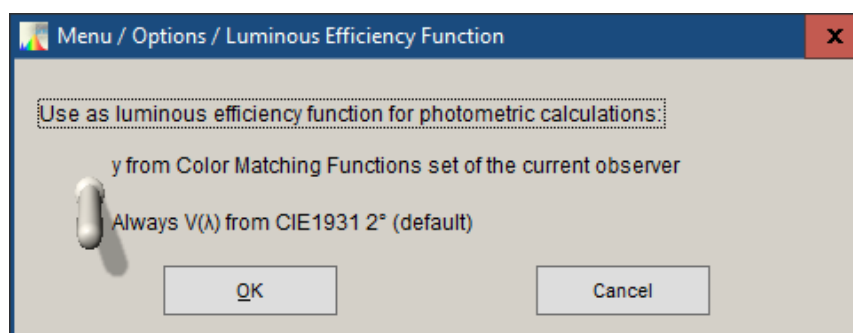 Menu / Options / Luminous Efficiency Function
x
Use as luminous efficiency function for photometric calculations:
y from Color Matching Functions set of the current observer
Always V(λ) from CIE1931 2° (default)
OK Cancel